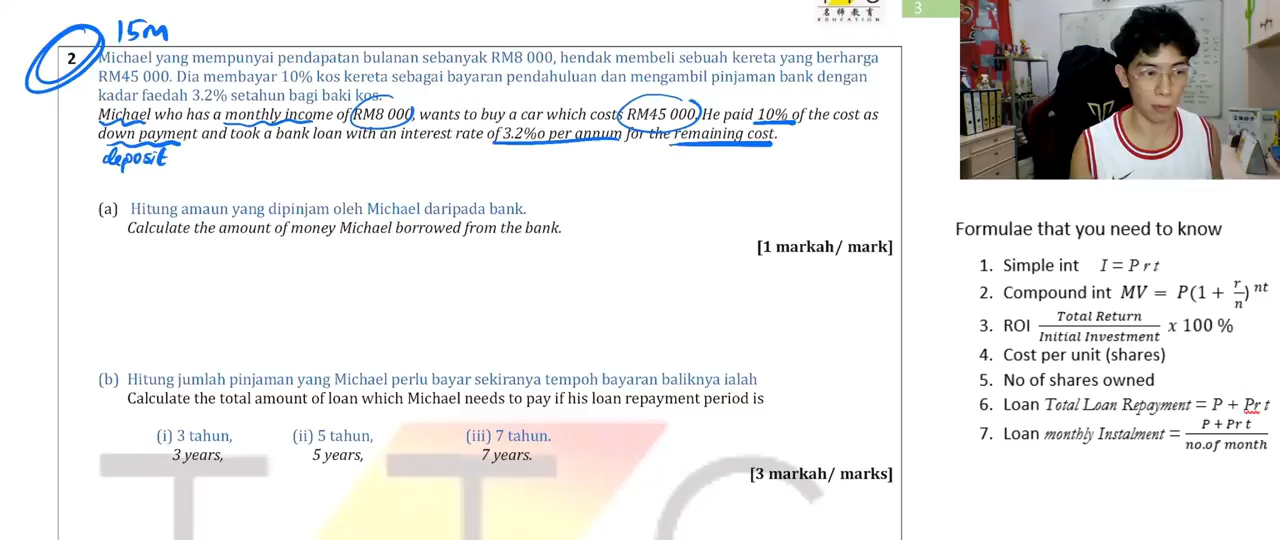 名师教育
EDUCATION
3
15m
2 Michael yang mempunyai pendapatan bulanan sebanyak RM8 000, hendak membeli sebuah kereta yang berharga
RM45 000. Dia membayar 10% kos kereta sebagai bayaran pendahuluan dan mengambil pinjaman bank dengan
kadar faedah 3.2% setahun bagi baki kos.
Michael who has a monthly income of RM8 000, wants to buy a car which costs RM45 000. He paid 10% of the cost as
down payment and took a bank loan with an interest rate of 3.2%o per annum for the remaining cost.
deposit
(a) Hitung amaun yang dipinjam oleh Michael daripada bank.
Calculate the amount of money Michael borrowed from the bank.
[1 markah/ mark]
(b) Hitung jumlah pinjaman yang Michael perlu bayar sekiranya tempoh bayaran baliknya ialah
Calculate the total amount of loan which Michael needs to pay if his loan repayment period is
(i) 3 tahun, (ii) 5 tahun, (iii) 7 tahun.
3 years, 5 years, 7 years.
[3 markah/ marks]
Formulae that you need to know
1. Simple int I = P r t
2. Compound int MV = P(1 + r/n) nt
3. ROI Total Return / Initial Investment x 100 %
4. Cost per unit (shares)
5. No of shares owned
6. Loan Total Loan Repayment = P + Pr t
7. Loan monthly Instalment = P + Pr t / no.of month